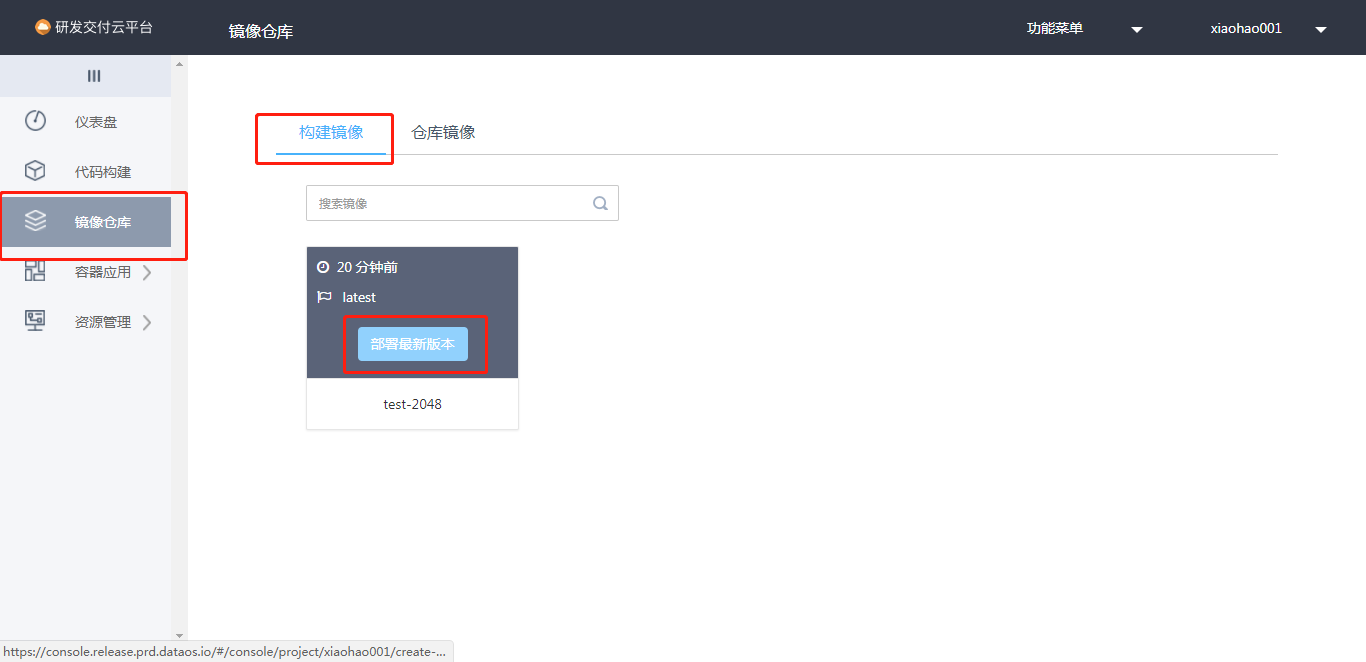 研发交付云平台
镜像仓库
功能菜单
xiaohao001
仪表盘
代码构建
镜像仓库
容器应用
资源管理
构建镜像
仓库镜像
搜索镜像
20 分钟前
latest
部署最新版本
test-2048
https://console.release.prd.dataos.io/#/console/project/xiaohao001/create-...